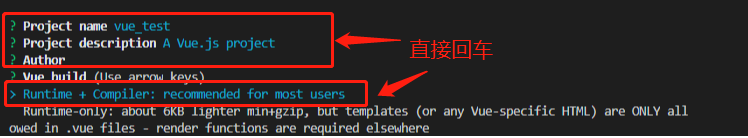 ? Project name vue_test
? Project description A Vue.js project
? Author
直接回车
? Vue build (Use arrow keys)
> Runtime + Compiler: recommended for most users
Runtime-only: about 6KB lighter min+gzip, but templates (or any Vue-specific HTML) are ONLY all
owed in .vue files - render functions are required elsewhere